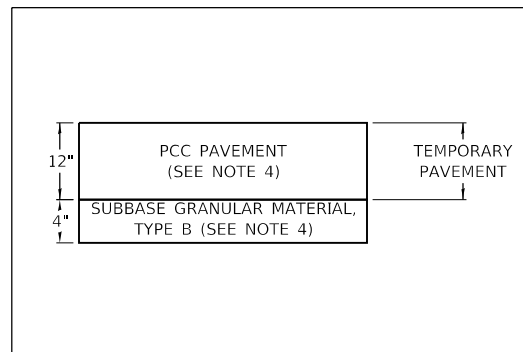 12"
PCC PAVEMENT
(SEE NOTE 4)
TEMPORARY
PAVEMENT
4"
SUBBASE GRANULAR MATERIAL,
TYPE B (SEE NOTE 4)